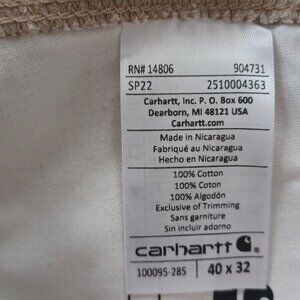 RN# 14806 904731
SP22 2510004363
Carhartt, Inc. P. O. Box 600
Dearborn, MI 48121 USA
Carhartt.com
Made in Nicaragua
Fabriqué au Nicaragua
Hecho en Nicaragua
100% Cotton
100% Coton
100% Algodón
Exclusive of Trimming
Sans garniture
Sin incluir adorno
carhartt
100095-285 40 x 32